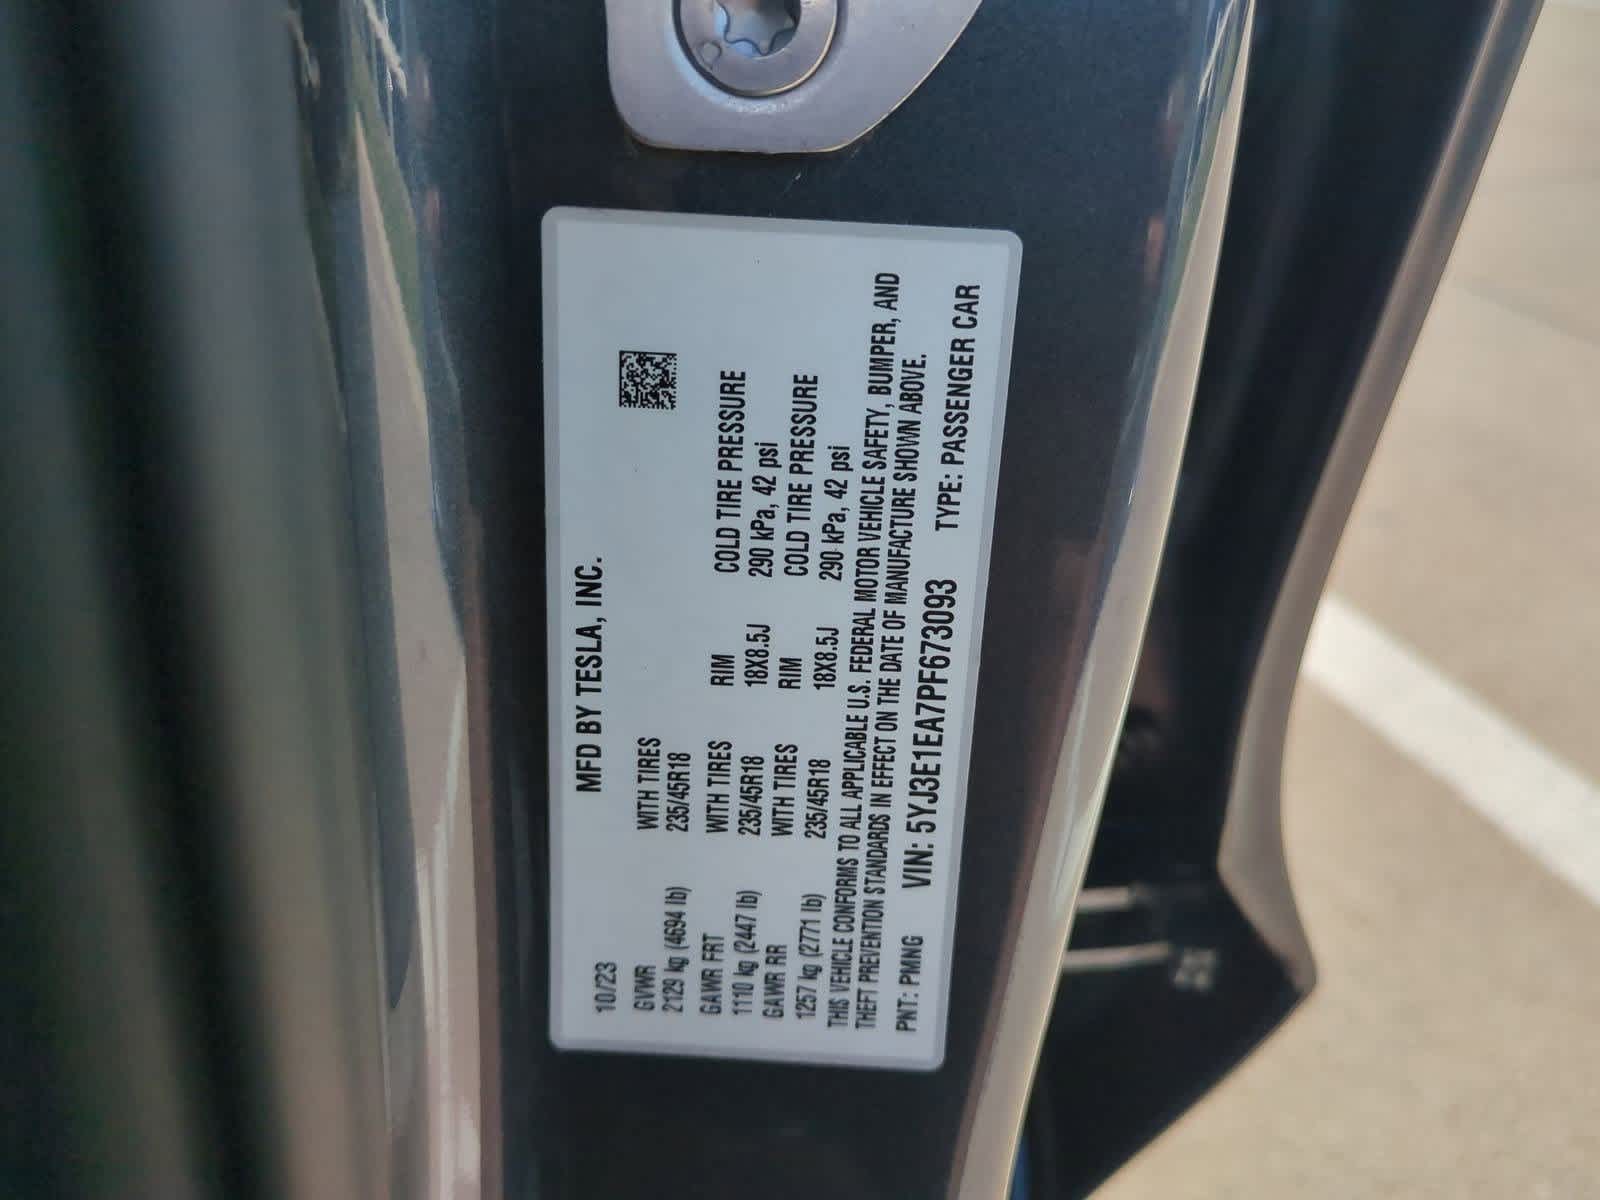 MFD BY TESLA, INC.
10/23
GVWR WITH TIRES
2129 kg (4694 lb) 235/45R18
GAWR FRT WITH TIRES RIM COLD TIRE PRESSURE
1110 kg (2447 lb) 235/45R18 18X8.5J 290 kPa, 42 psi
GAWR RR WITH TIRES RIM COLD TIRE PRESSURE
1257 kg (2771 lb) 235/45R18 18X8.5J 290 kPa, 42 psi
THIS VEHICLE CONFORMS TO ALL APPLICABLE U.S. FEDERAL MOTOR VEHICLE SAFETY, BUMPER, AND
THEFT PREVENTION STANDARDS IN EFFECT ON THE DATE OF MANUFACTURE SHOWN ABOVE.
PNT: PMNG VIN: 5YJ3E1EA7PF673093 TYPE: PASSENGER CAR